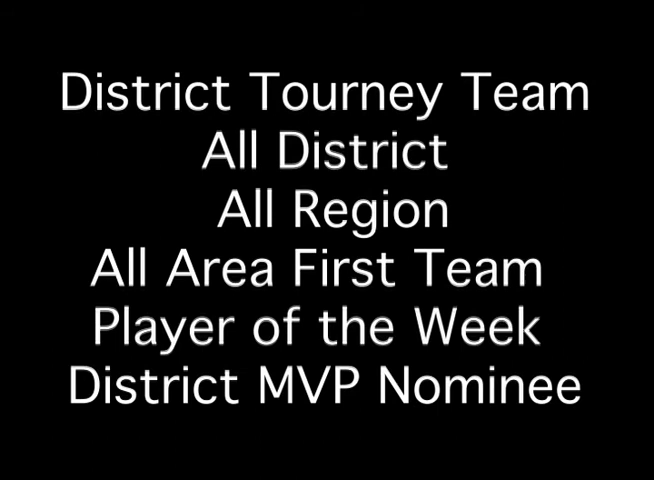 District Tourney Team
All District
All Region
All Area First Team
Player of the Week
District MVP Nominee